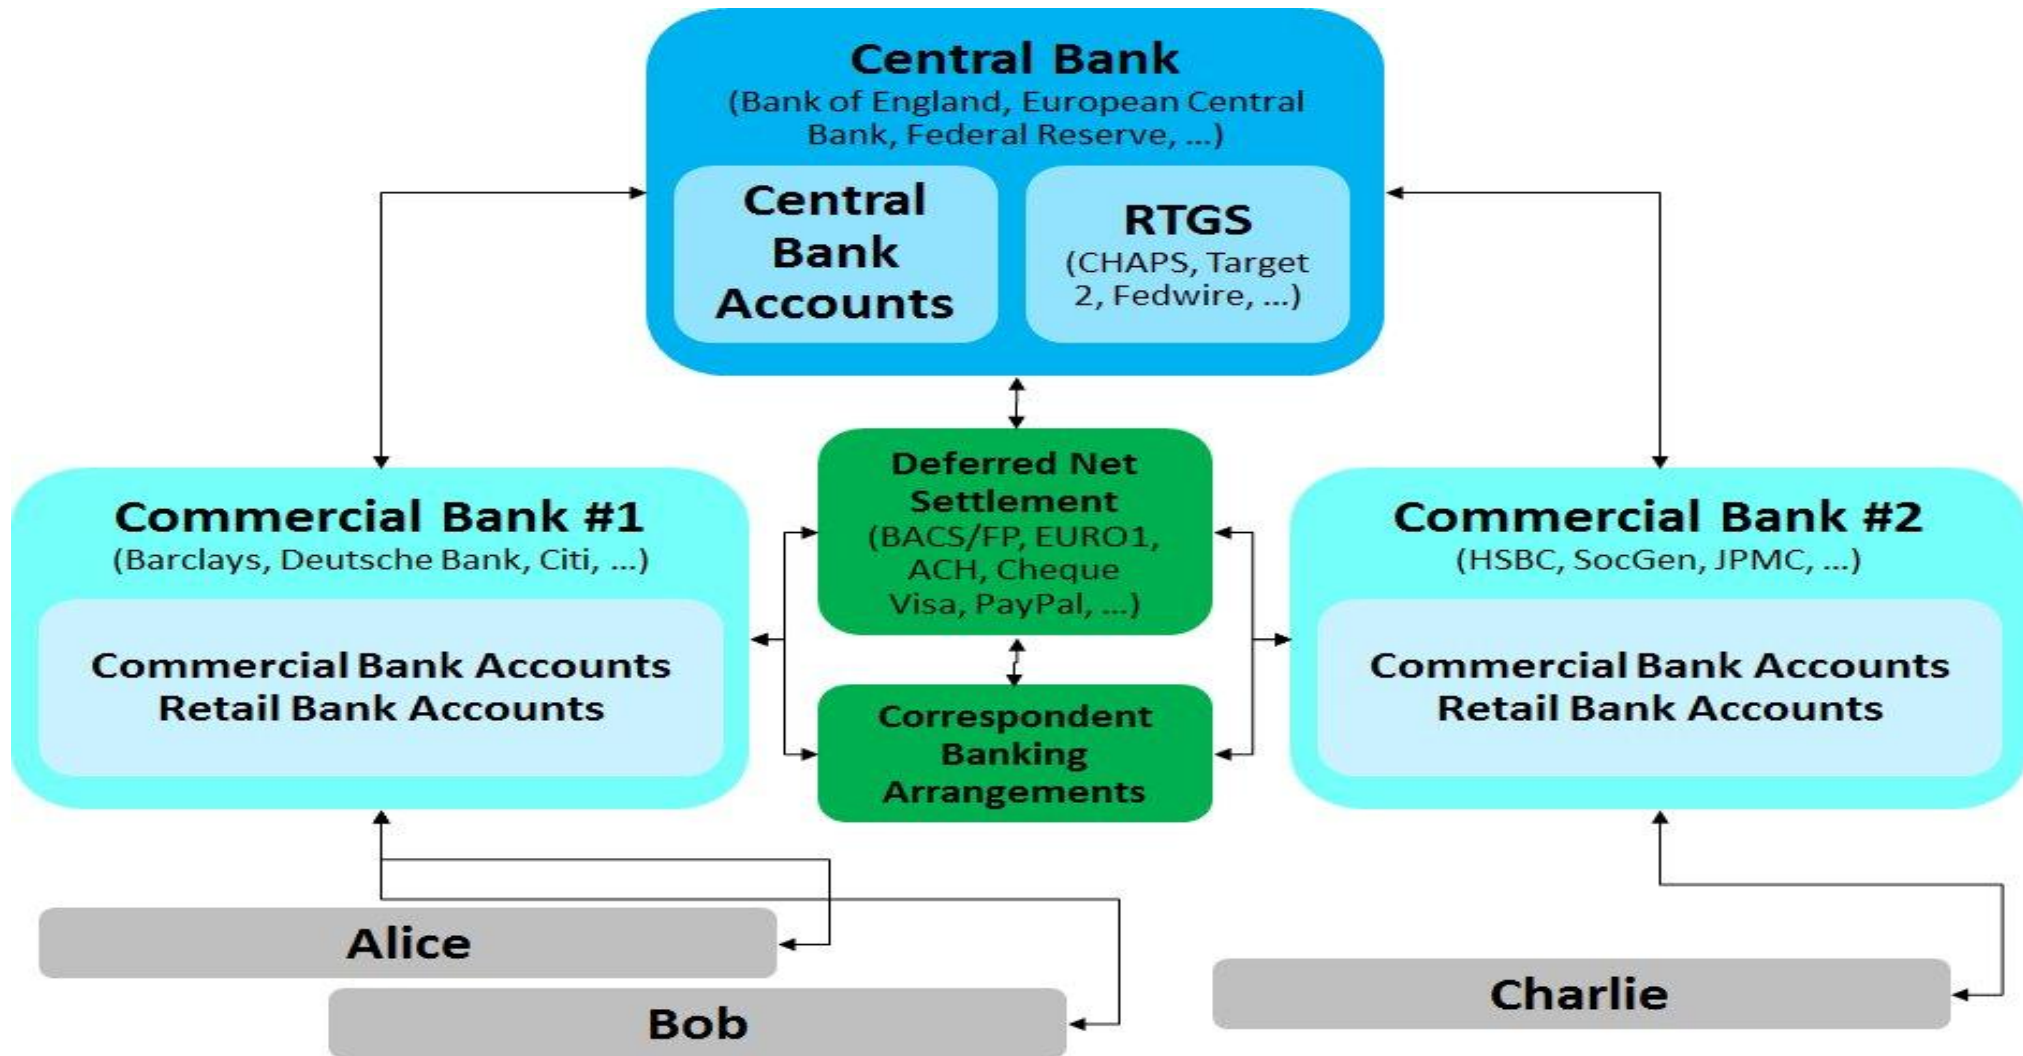 Central Bank
(Bank of England, European Central
Bank, Federal Reserve, ...)
Central
Bank
Accounts
RTGS
(CHAPS, Target
2, Fedwire, ...)
Deferred Net
Settlement
(BACS/FP, EURO1,
ACH, Cheque
Visa, PayPal, ...)
Commercial Bank #1
(Barclays, Deutsche Bank, Citi, ...)
Commercial Bank Accounts
Retail Bank Accounts
Commercial Bank #2
(HSBC, SocGen, JPMC, ...)
Commercial Bank Accounts
Retail Bank Accounts
Correspondent
Banking
Arrangements
Alice
Bob
Charlie